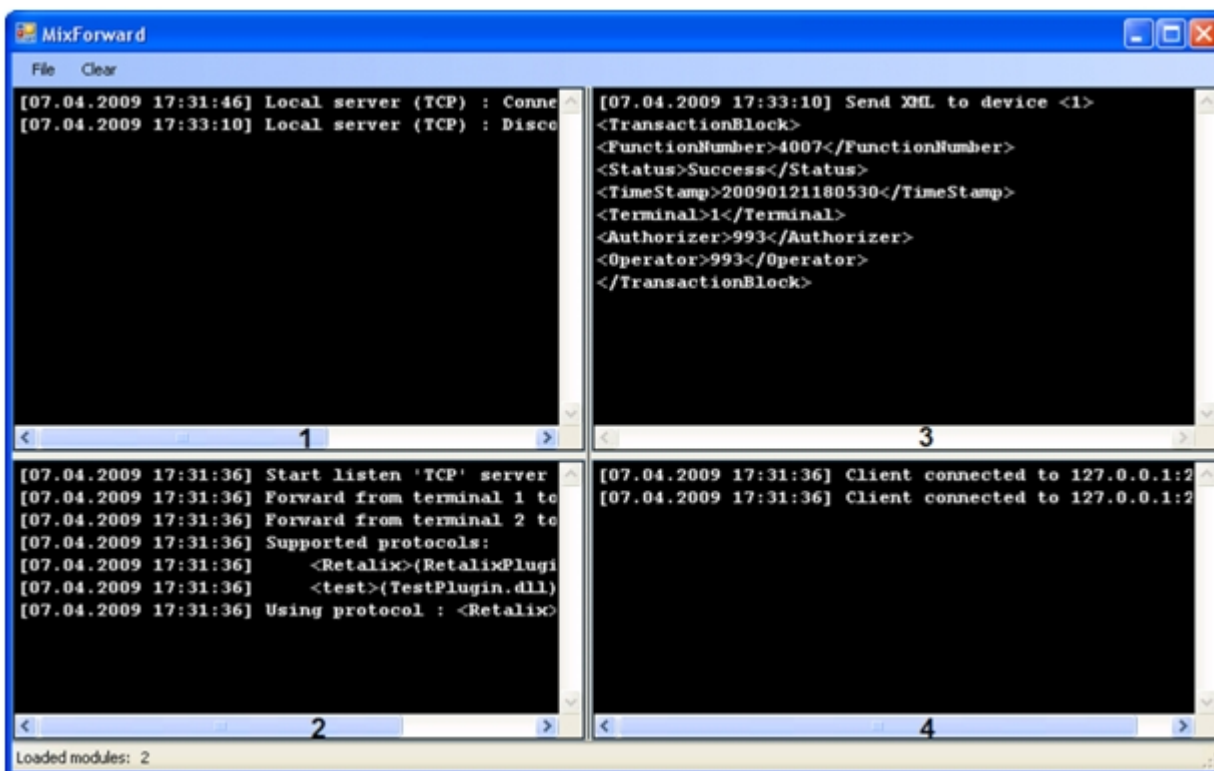 MixForward
File Clear
[07.04.2009 17:31:46] Local server (TCP) : Conne
[07.04.2009 17:33:10] Local server (TCP) : Disco
1
[07.04.2009 17:33:10] Send XML to device <1>
<TransactionBlock>
<FunctionNumber>4007</FunctionNumber>
<Status>Success</Status>
<TimeStamp>20090121180530</TimeStamp>
<Terminal>1</Terminal>
<Authorizer>993</Authorizer>
<Operator>993</Operator>
</TransactionBlock>
3
[07.04.2009 17:31:36] Start listen 'TCP' server
[07.04.2009 17:31:36] Forward from terminal 1 to
[07.04.2009 17:31:36] Forward from terminal 2 to
[07.04.2009 17:31:36] Supported protocols:
[07.04.2009 17:31:36] <Retalix>(RetalixPlugi
[07.04.2009 17:31:36] <test>(TestPlugin.dll)
[07.04.2009 17:31:36] Using protocol : <Retalix>
2
[07.04.2009 17:31:36] Client connected to 127.0.0.1:2
[07.04.2009 17:31:36] Client connected to 127.0.0.1:2
4
Loaded modules: 2